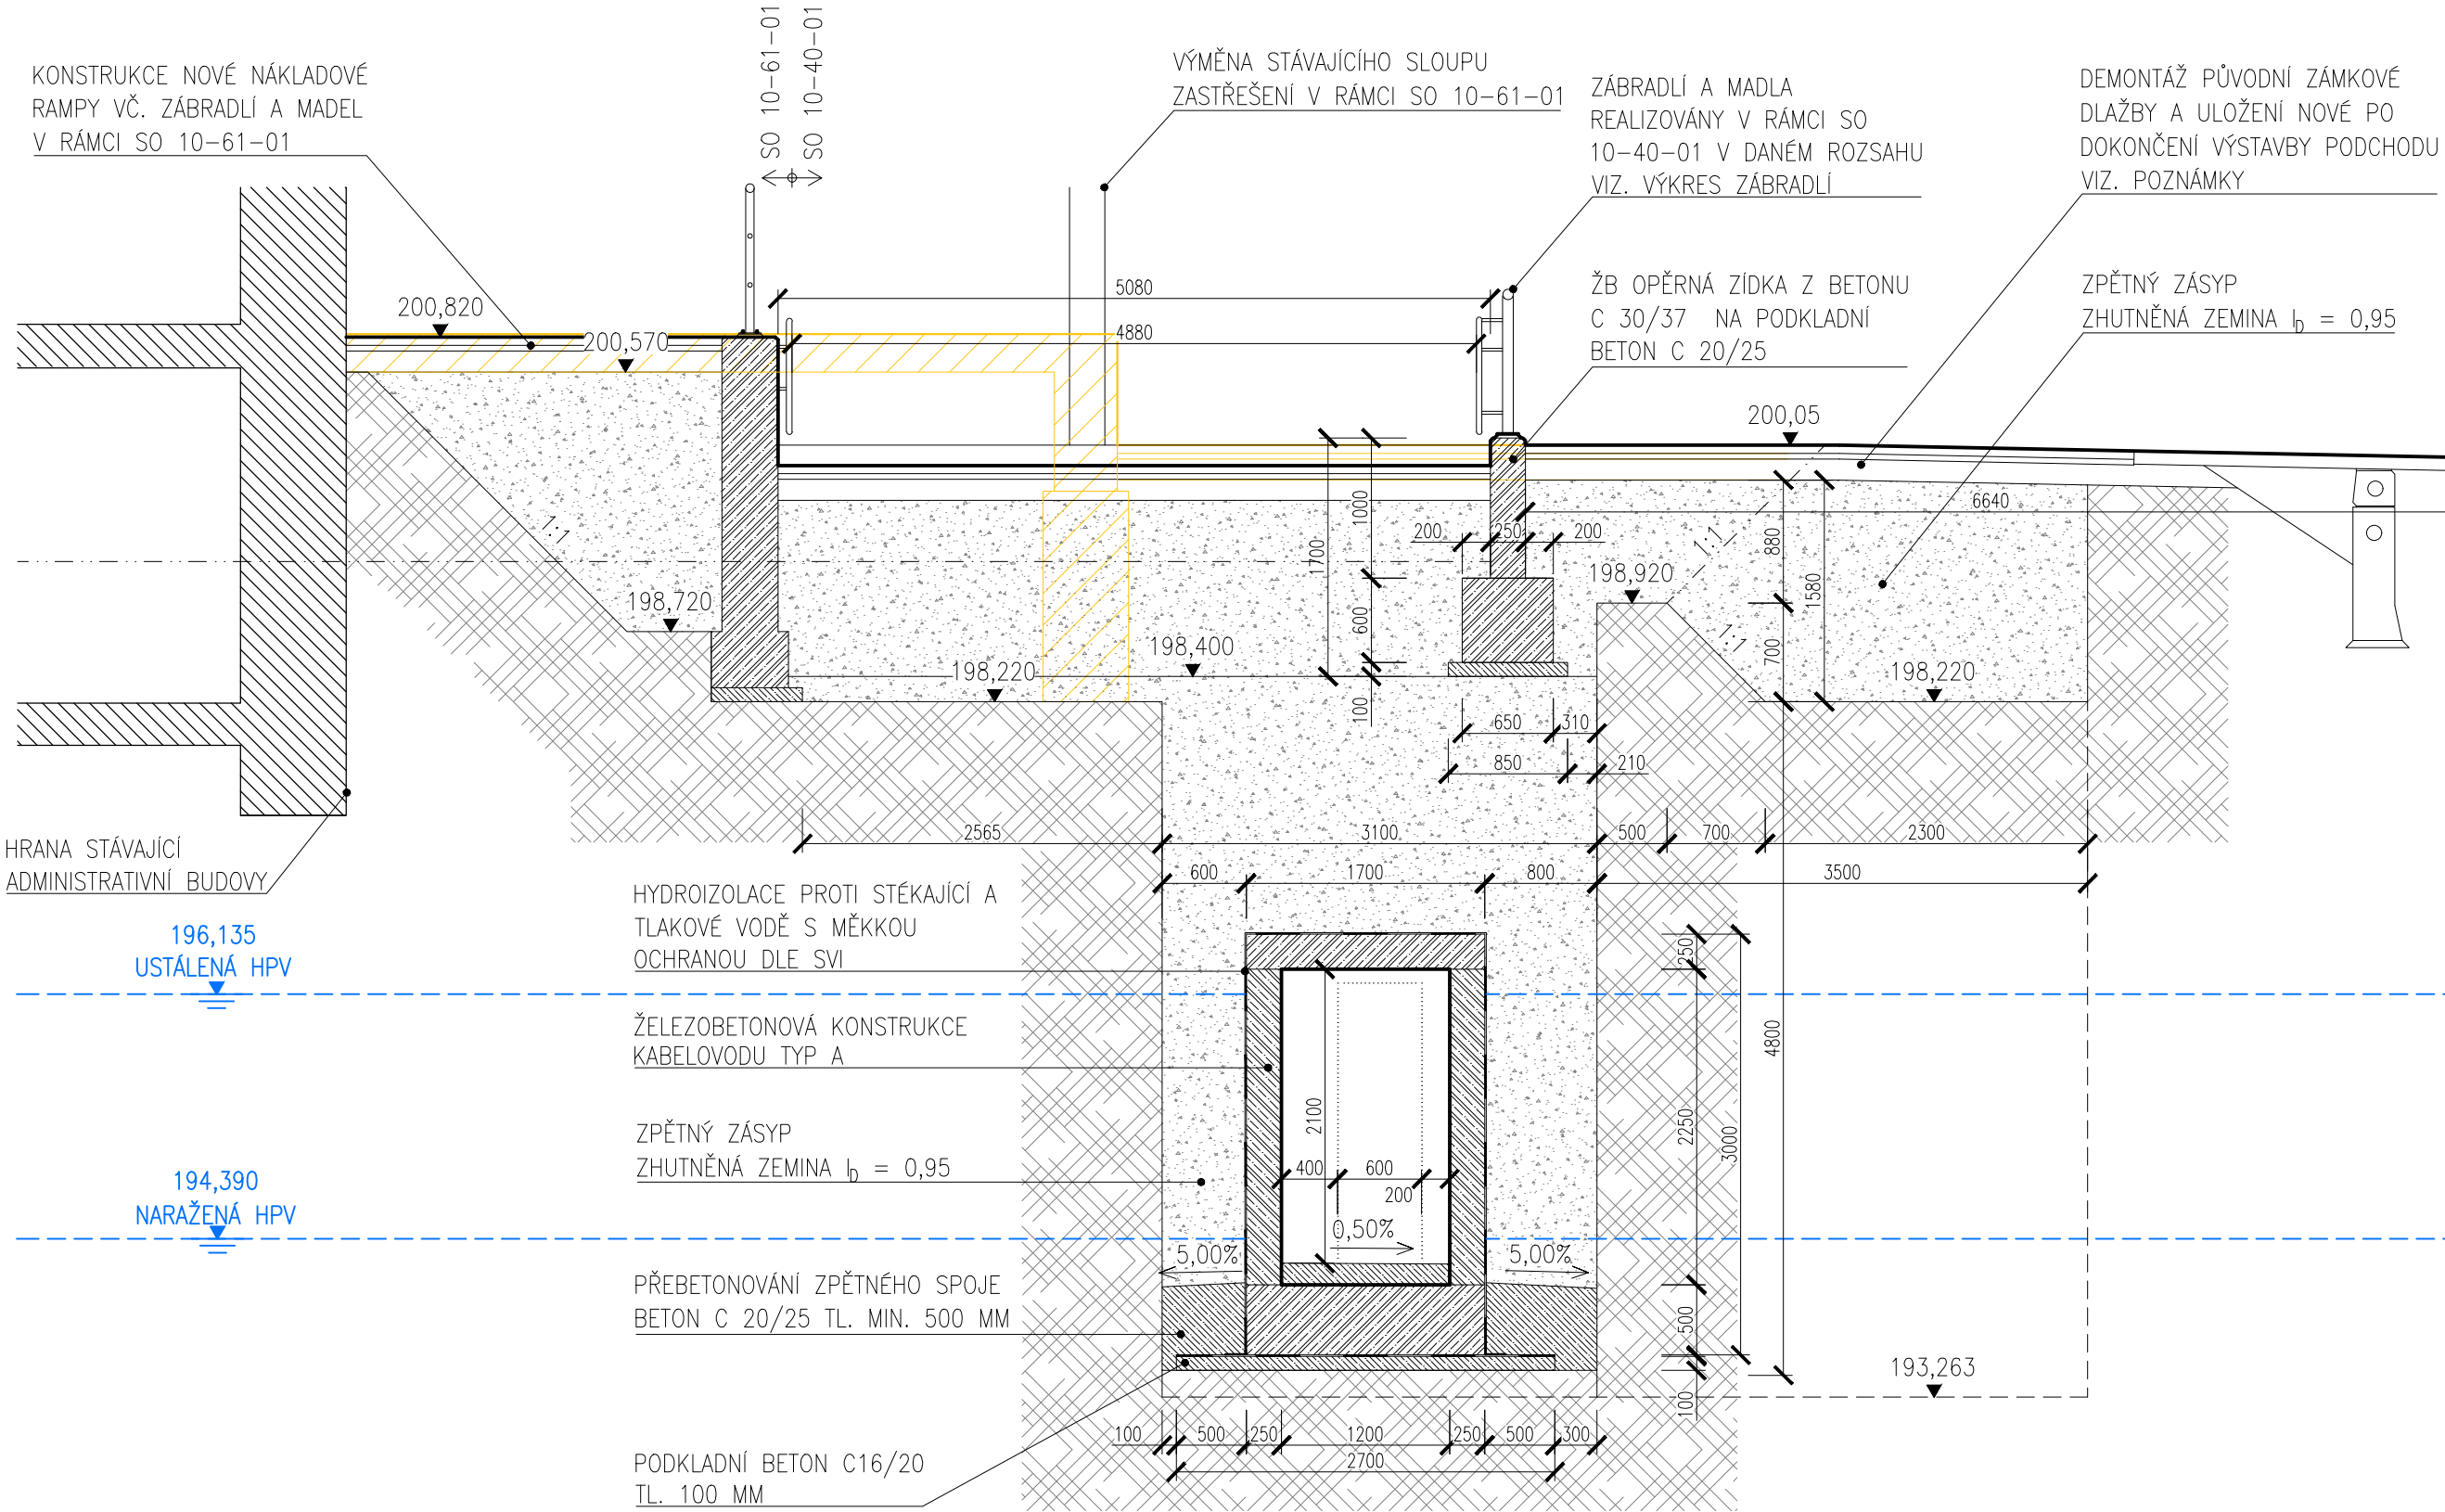 KONSTRUKCE NOVÉ NÁKLADOVÉ
RAMPY VČ. ZÁBRADLÍ A MADEL
V RÁMCI SO 10-61-01
SO 10-61-01
SO 10-40-01
VÝMĚNA STÁVAJÍCÍHO SLOUPU
ZASTŘEŠENÍ V RÁMCI SO 10-61-01
ZÁBRADLÍ A MADLA
REALIZOVÁNY V RÁMCI SO
10-40-01 V DANÉM ROZSAHU
VIZ. VÝKRES ZÁBRADLÍ
DEMONTÁŽ PŮVODNÍ ZÁMKOVÉ
DLAŽBY A ULOŽENÍ NOVÉ PO
DOKONČENÍ VÝSTAVBY PODCHODU
VIZ. POZNÁMKY
ŽB OPĚRNÁ ZÍDKA Z BETONU
C 30/37 NA PODKLADNÍ
BETON C 20/25
ZPĚTNÝ ZÁSYP
ZHUTNĚNÁ ZEMINA ID = 0,95
200,820
200,570
5080
4880
200,05
6640
1:1
1:1
1:1
198,720
198,220
198,400
198,920
198,220
1700
1000
600
100
200
250
200
880
700
1580
650
310
850
210
2565
3100
500
700
2300
600
1700
800
3500
HRANA STÁVAJÍCÍ
ADMINISTRATIVNÍ BUDOVY
196,135
USTÁLENÁ HPV
194,390
NARAŽENÁ HPV
HYDROIZOLACE PROTI STÉKAJÍCÍ A
TLAKOVÉ VODĚ S MĚKKOU
OCHRANOU DLE SVI
ŽELEZOBETONOVÁ KONSTRUKCE
KABELOVODU TYP A
ZPĚTNÝ ZÁSYP
ZHUTNĚNÁ ZEMINA ID = 0,95
PŘEBETONOVÁNÍ ZPĚTNÉHO SPOJE
BETON C 20/25 TL. MIN. 500 MM
PODKLADNÍ BETON C16/20
TL. 100 MM
2100
400
600
200
0,50%
5,00%
5,00%
250
2250
3000
500
100
4800
193,263
100
500
250
1200
250
500
300
2700